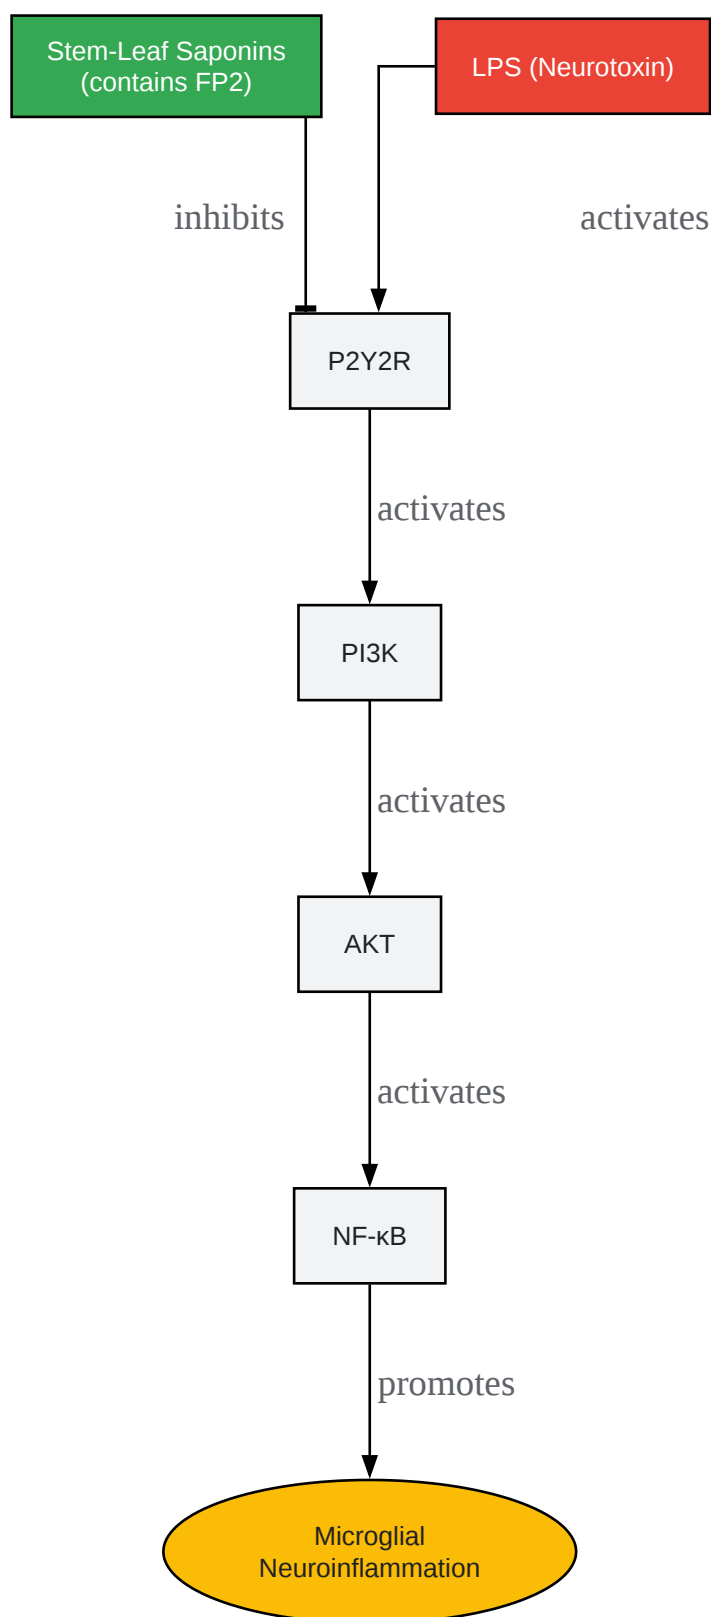 Stem-Leaf Saponins
(contains FP2)
LPS (Neurotoxin)
inhibits
activates
P2Y2R
activates
PI3K
activates
AKT
activates
NF-κB
promotes
Microglial
Neuroinflammation